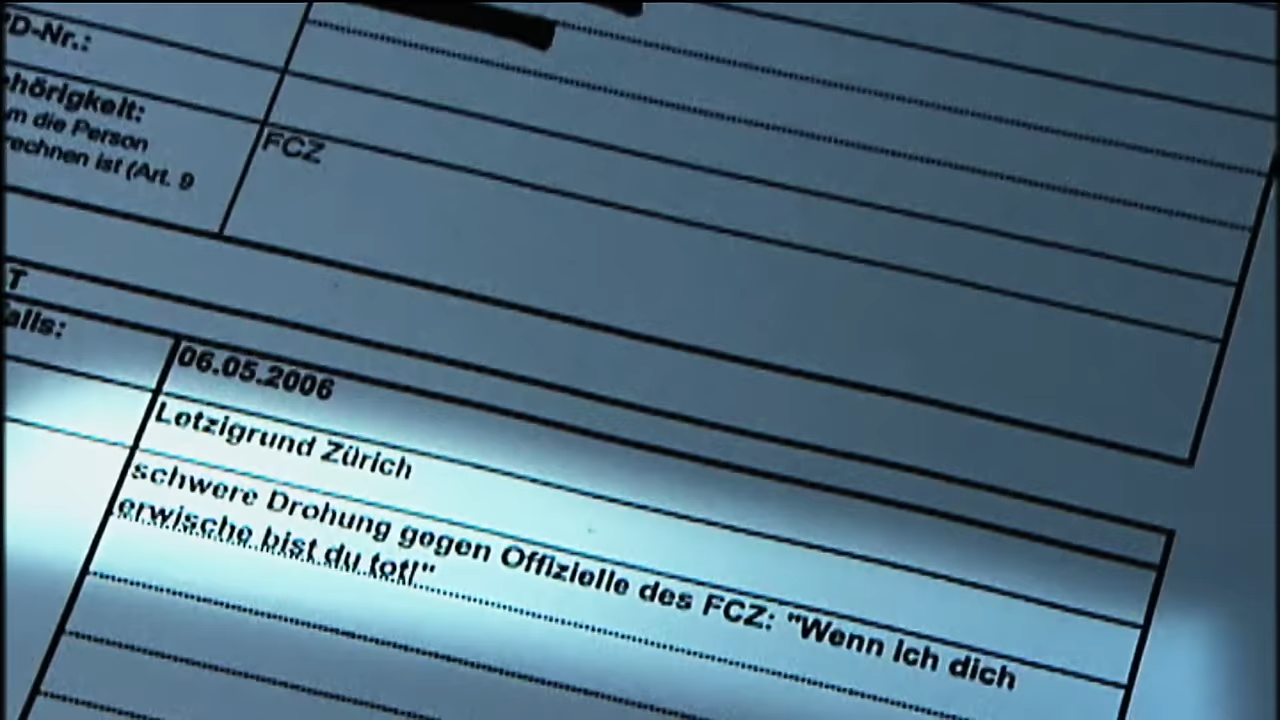 D-Nr.:
hörigkeit:
m die Person
rechnen ist (Art. 9
FCZ
T
alls:
06.05.2006
Letzigrund Zürich
schwere Drohung gegen Offizielle des FCZ: "Wenn ich dich
erwische bist du tot!"